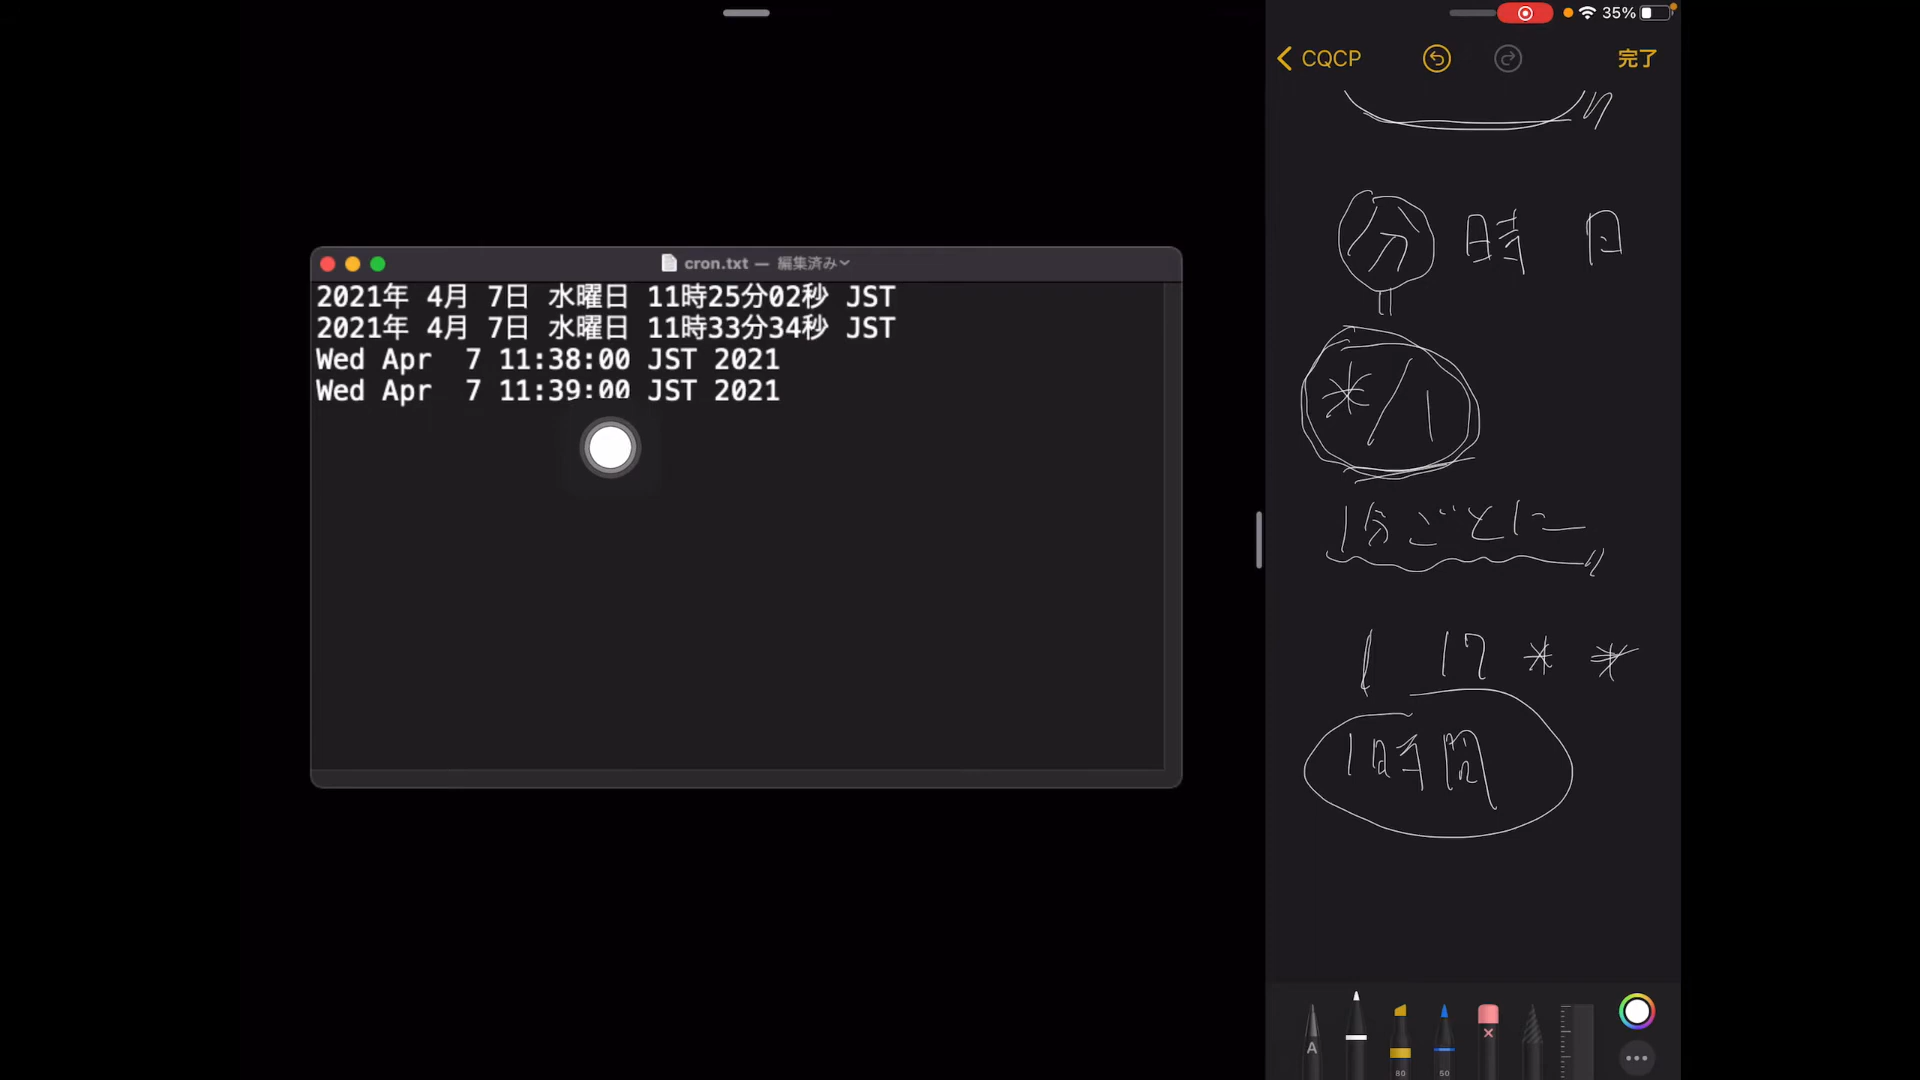 cron.txt — 編集済み
2021年 4月 7日 水曜日 11時25分02秒 JST
2021年 4月 7日 水曜日 11時33分34秒 JST
Wed Apr  7 11:38:00 JST 2021
Wed Apr  7 11:39:00 JST 2021
35%
CQCP
完了
分 時 日
*/1
1分ごとに
1 17 * *
1時間
A
80
50